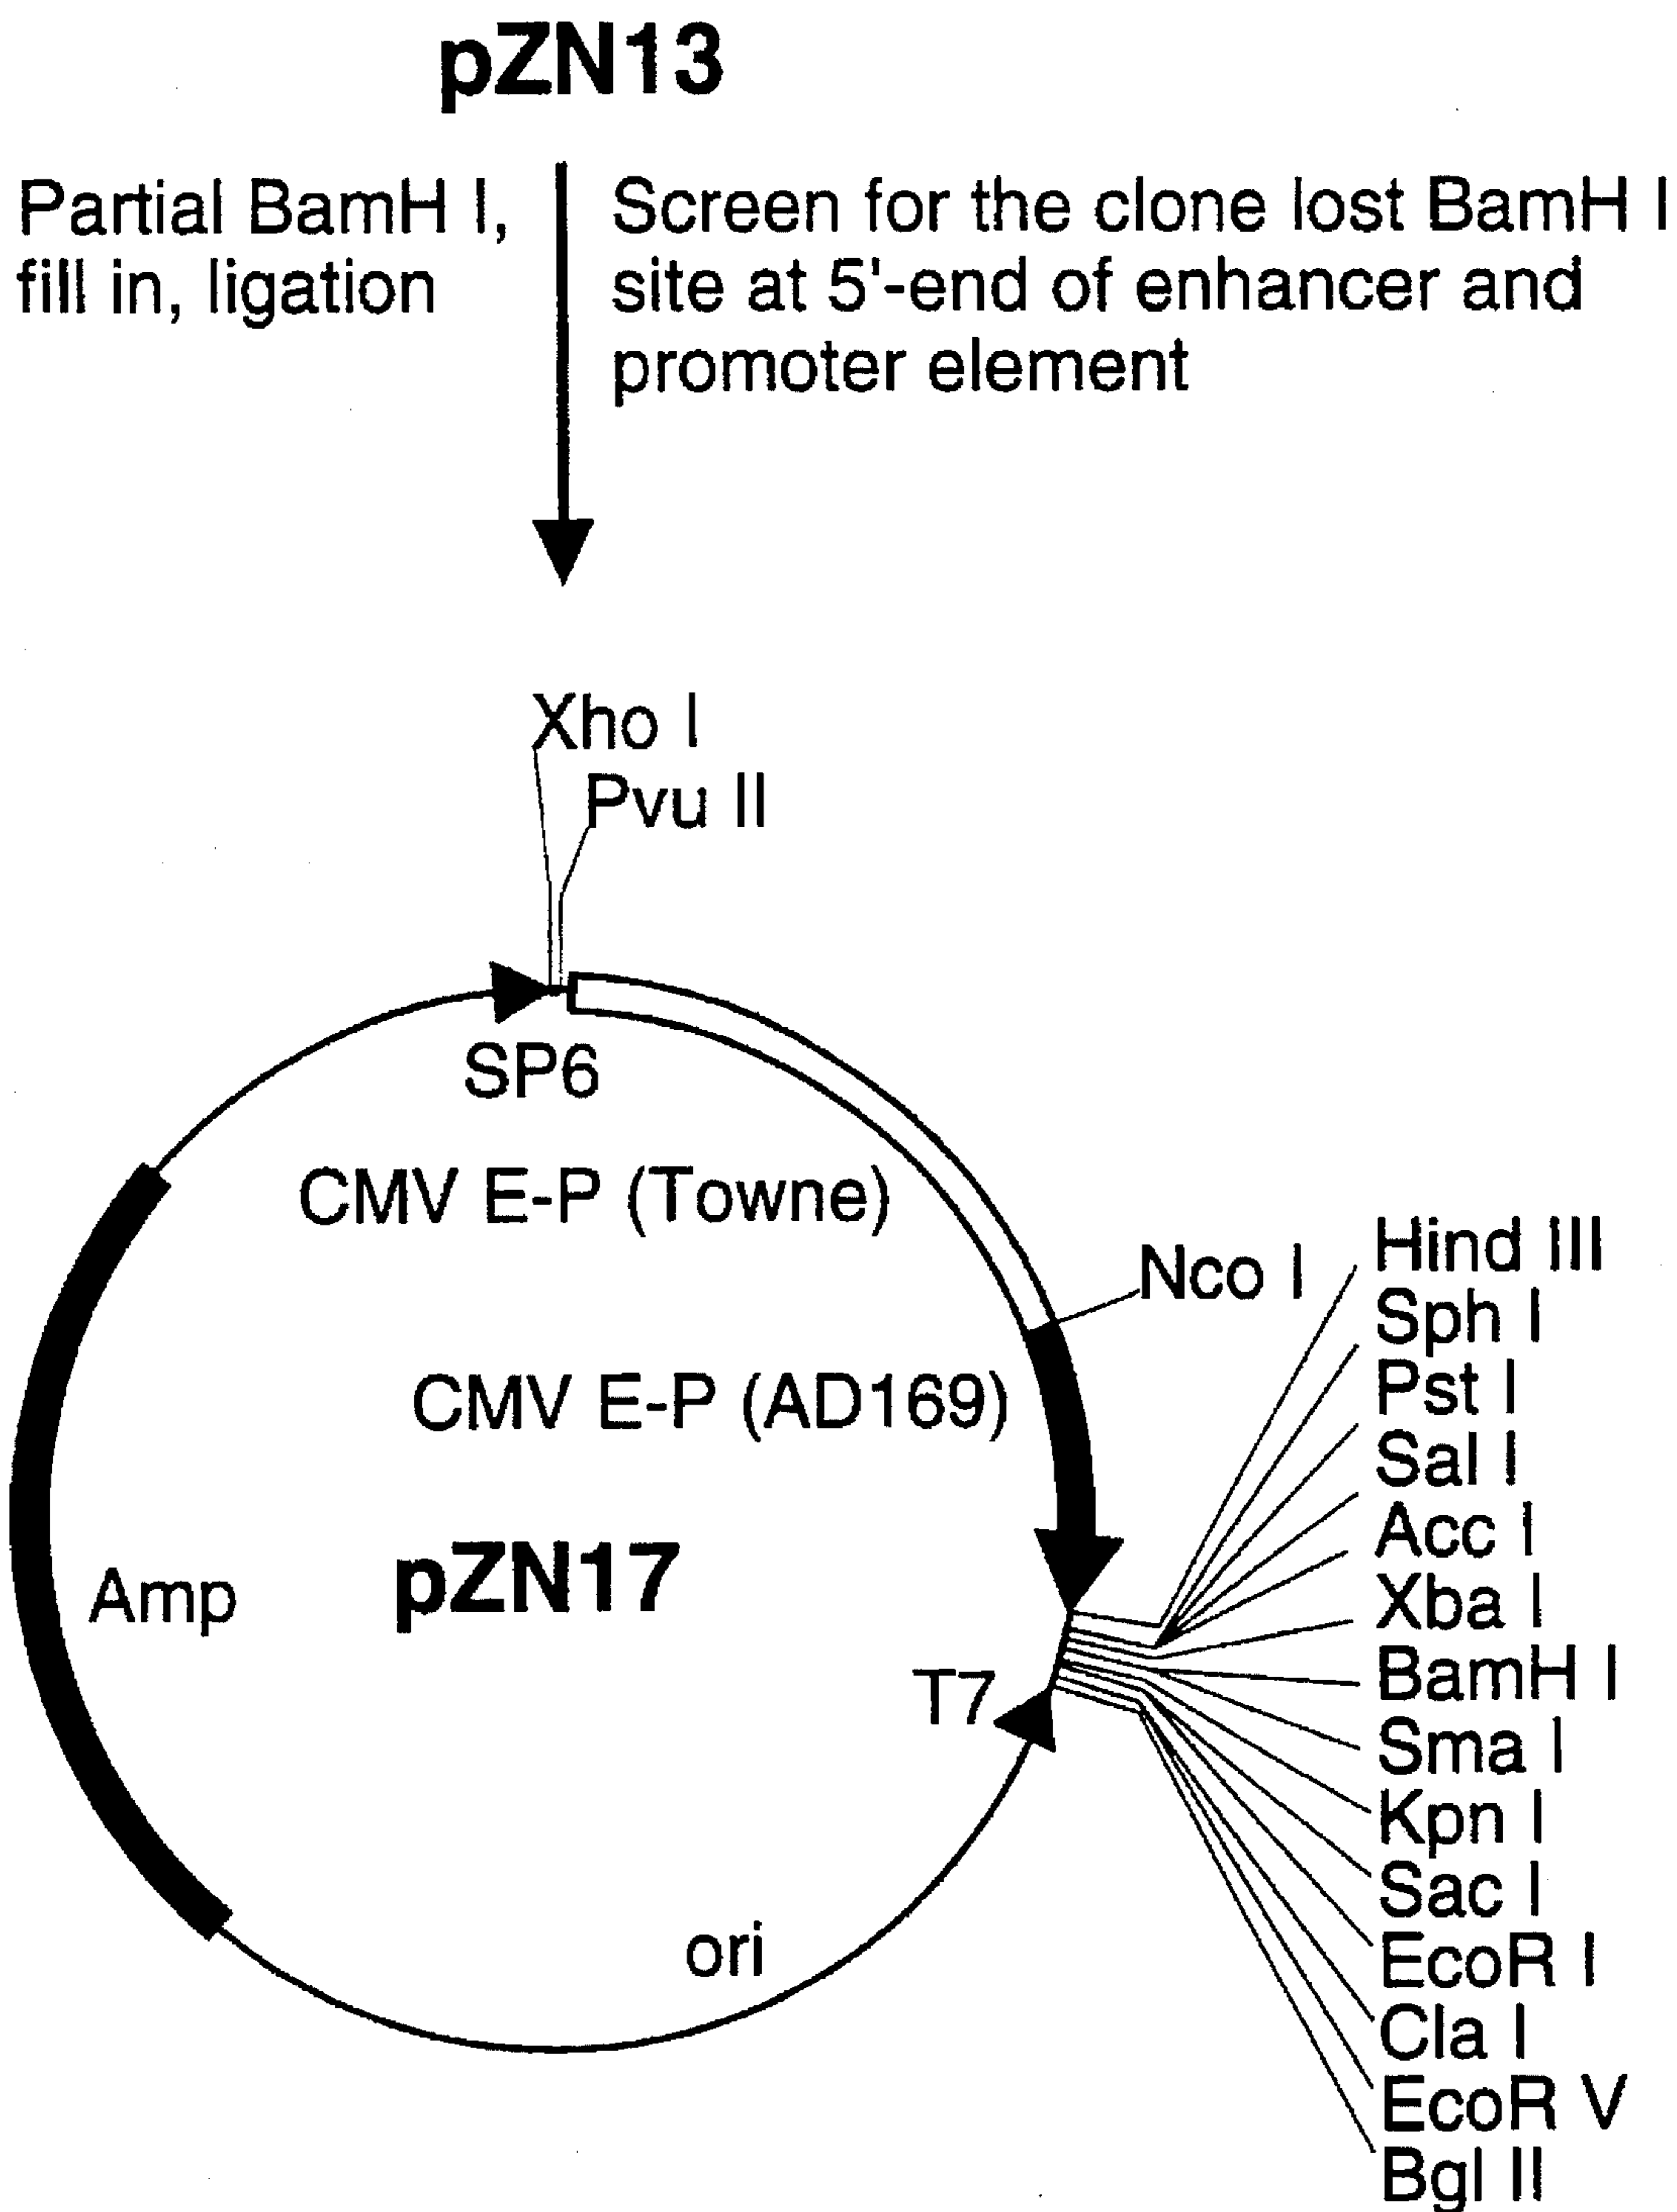 pZN13
Partial BamH I,
fill in, ligation
Screen for the clone lost BamH I
site at 5'-end of enhancer and
promoter element
Xho I
Pvu II
SP6
CMV E-P (Towne)
Nco I
CMV E-P (AD169)
pZN17
Amp
T7
ori
Hind III
Sph I
Pst I
Sal I
Acc I
Xba I
BamH I
Sma I
Kpn I
Sac I
EcoR I
Cla I
EcoR V
Bgl II